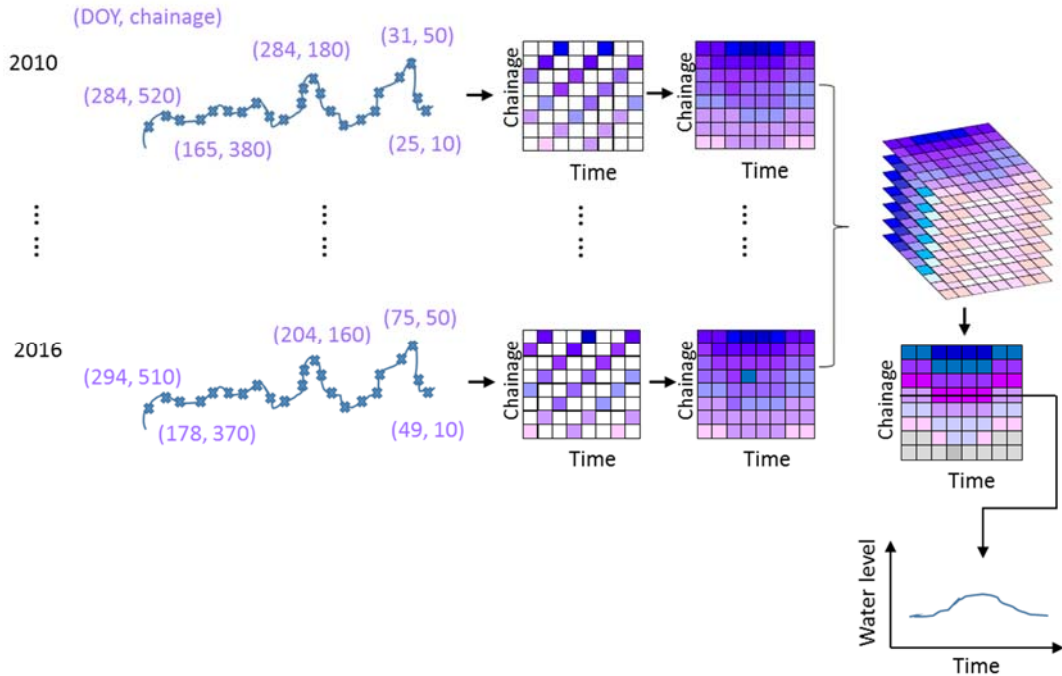 (DOY, chainage)
2010
(284, 180)
(31, 50)
(284, 520)
(165, 380)
(25, 10)
Chainage
Time
Chainage
Time
2016
(204, 160)
(75, 50)
(294, 510)
(178, 370)
(49, 10)
Chainage
Time
Chainage
Time
Chainage
Time
Water level
Time